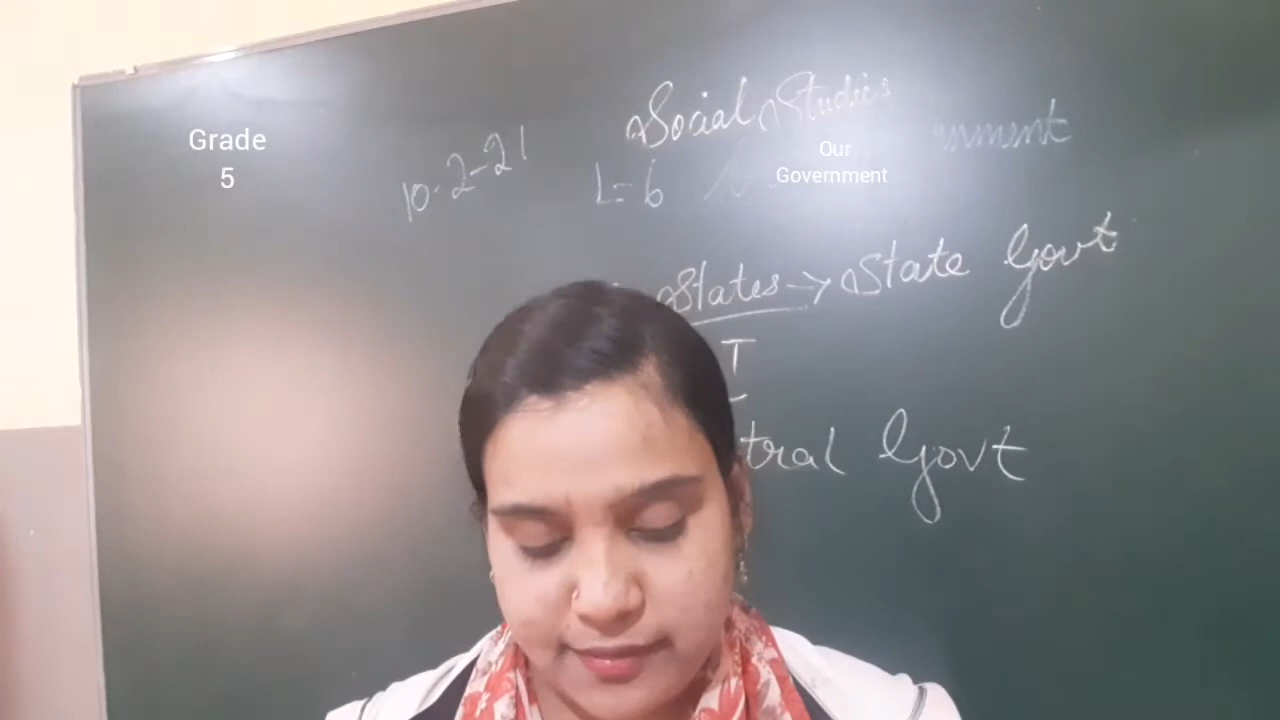 Grade
5
10-2-21
Social Studies
L-6
Our
Government
States → State Govt
T
tral Govt